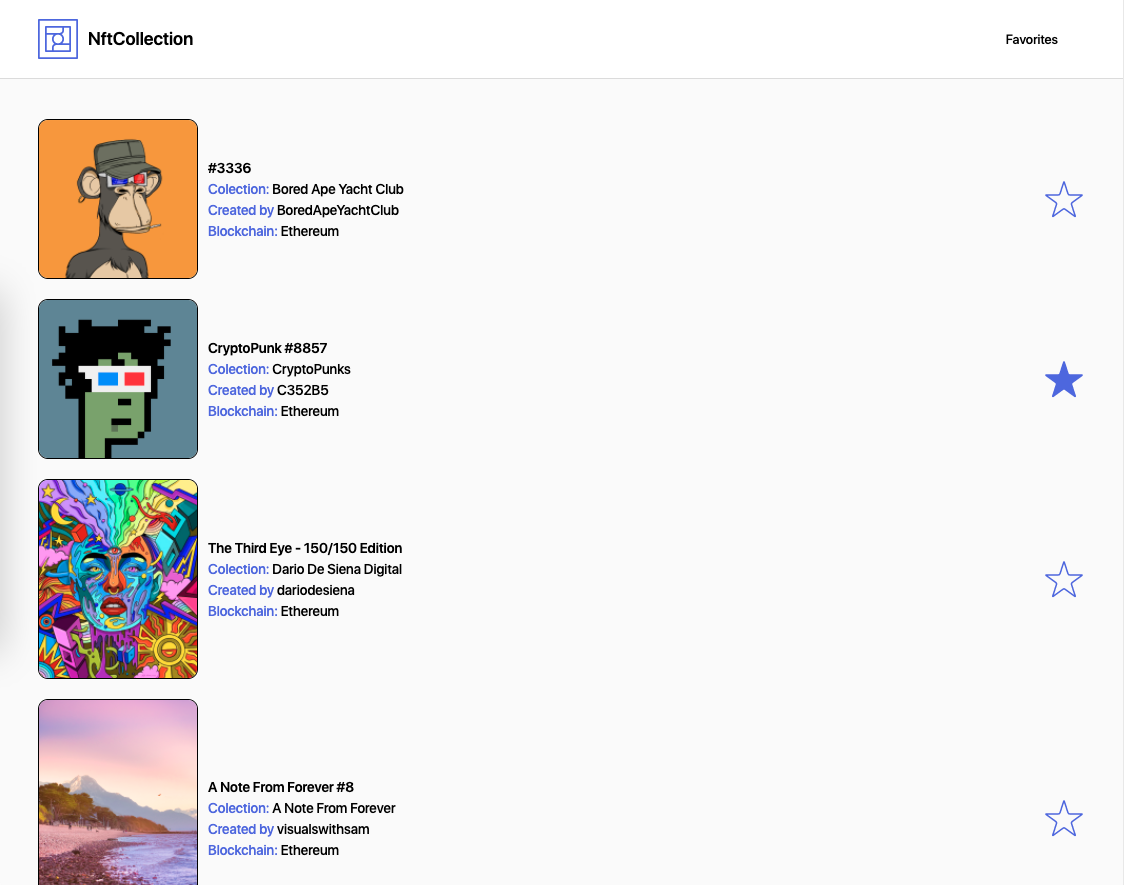 NftCollection
Favorites
#3336
Colection: Bored Ape Yacht Club
Created by BoredApeYachtClub
Blockchain: Ethereum
CryptoPunk #8857
Colection: CryptoPunks
Created by C352B5
Blockchain: Ethereum
The Third Eye - 150/150 Edition
Colection: Dario De Siena Digital
Created by dariodesiena
Blockchain: Ethereum
A Note From Forever #8
Colection: A Note From Forever
Created by visualswithsam
Blockchain: Ethereum